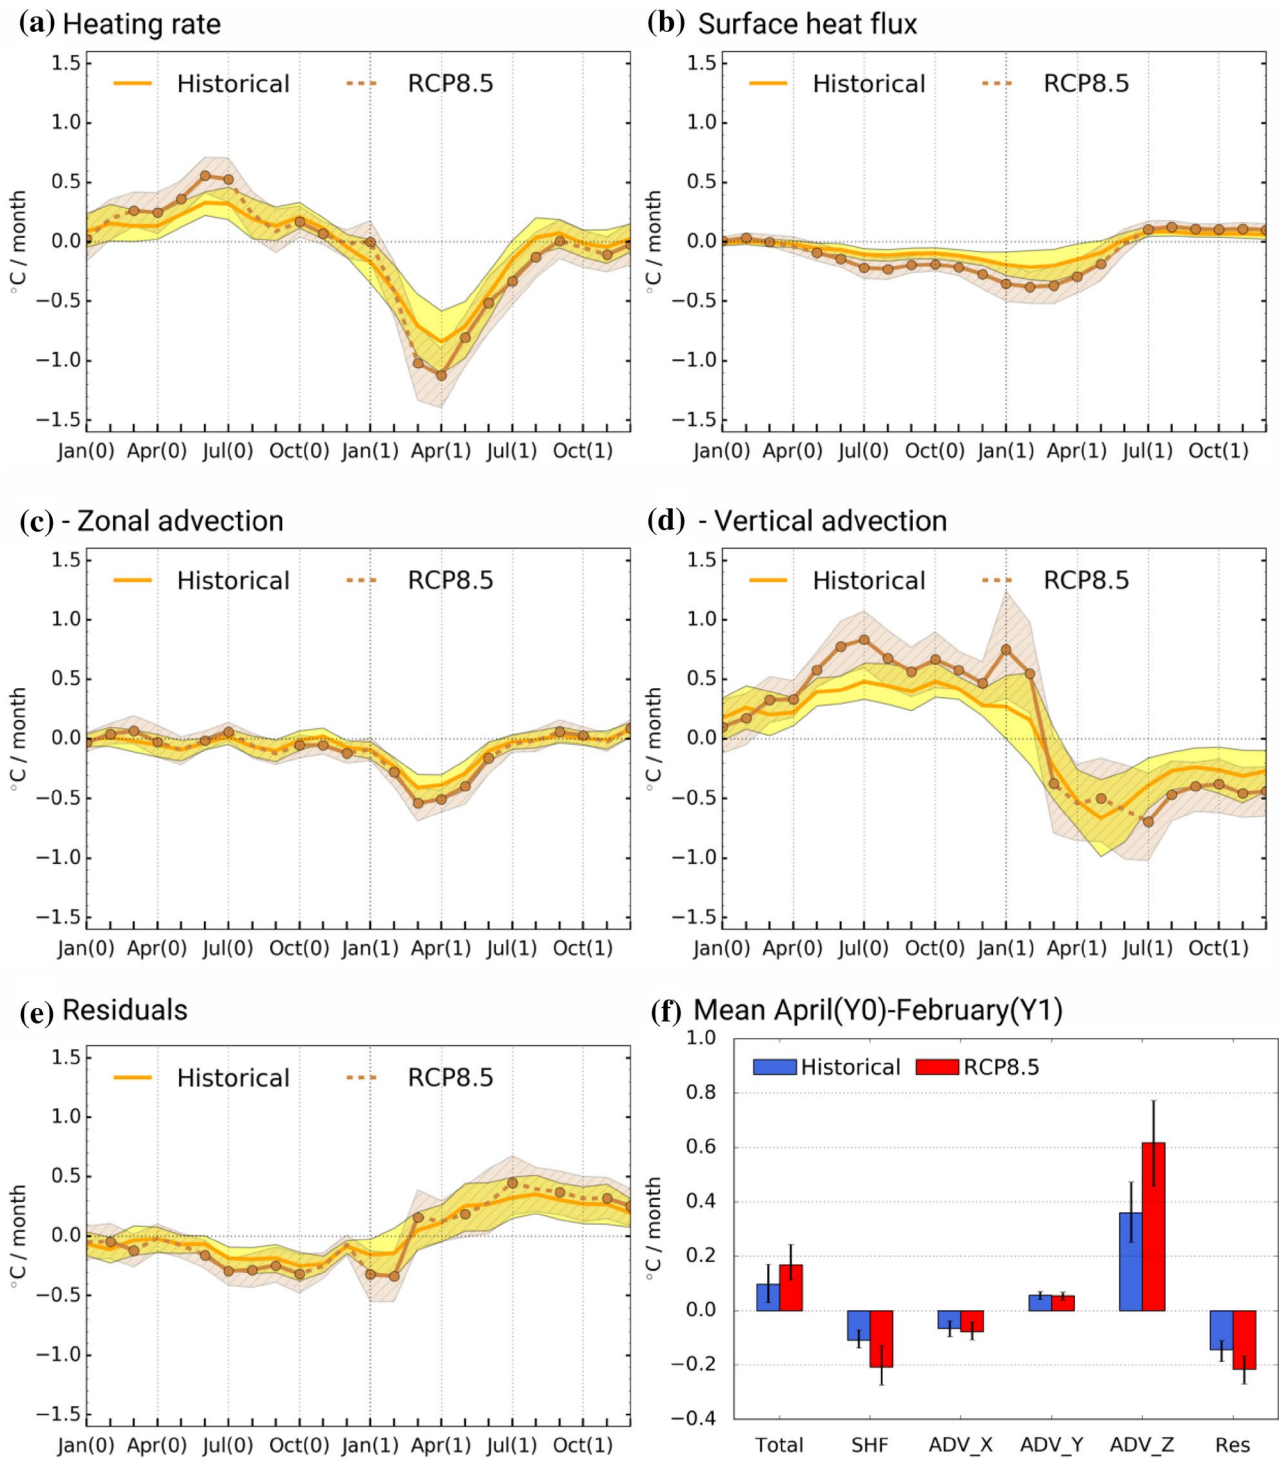 (a) Heating rate
1.5
1.0
0.5
0.0
−0.5
−1.0
−1.5
°C / month
Historical RCP8.5
Jan(0) Apr(0) Jul(0) Oct(0) Jan(1) Apr(1) Jul(1) Oct(1)
(b) Surface heat flux
1.5
1.0
0.5
0.0
−0.5
−1.0
−1.5
°C / month
Historical RCP8.5
Jan(0) Apr(0) Jul(0) Oct(0) Jan(1) Apr(1) Jul(1) Oct(1)
(c) - Zonal advection
1.5
1.0
0.5
0.0
−0.5
−1.0
−1.5
°C / month
Historical RCP8.5
Jan(0) Apr(0) Jul(0) Oct(0) Jan(1) Apr(1) Jul(1) Oct(1)
(d) - Vertical advection
1.5
1.0
0.5
0.0
−0.5
−1.0
−1.5
°C / month
Historical RCP8.5
Jan(0) Apr(0) Jul(0) Oct(0) Jan(1) Apr(1) Jul(1) Oct(1)
(e) Residuals
1.5
1.0
0.5
0.0
−0.5
−1.0
−1.5
°C / month
Historical RCP8.5
Jan(0) Apr(0) Jul(0) Oct(0) Jan(1) Apr(1) Jul(1) Oct(1)
(f) Mean April(Y0)-February(Y1)
1.0
0.8
0.6
0.4
0.2
0.0
−0.2
−0.4
°C / month
Historical RCP8.5
Total SHF ADV_X ADV_Y ADV_Z Res